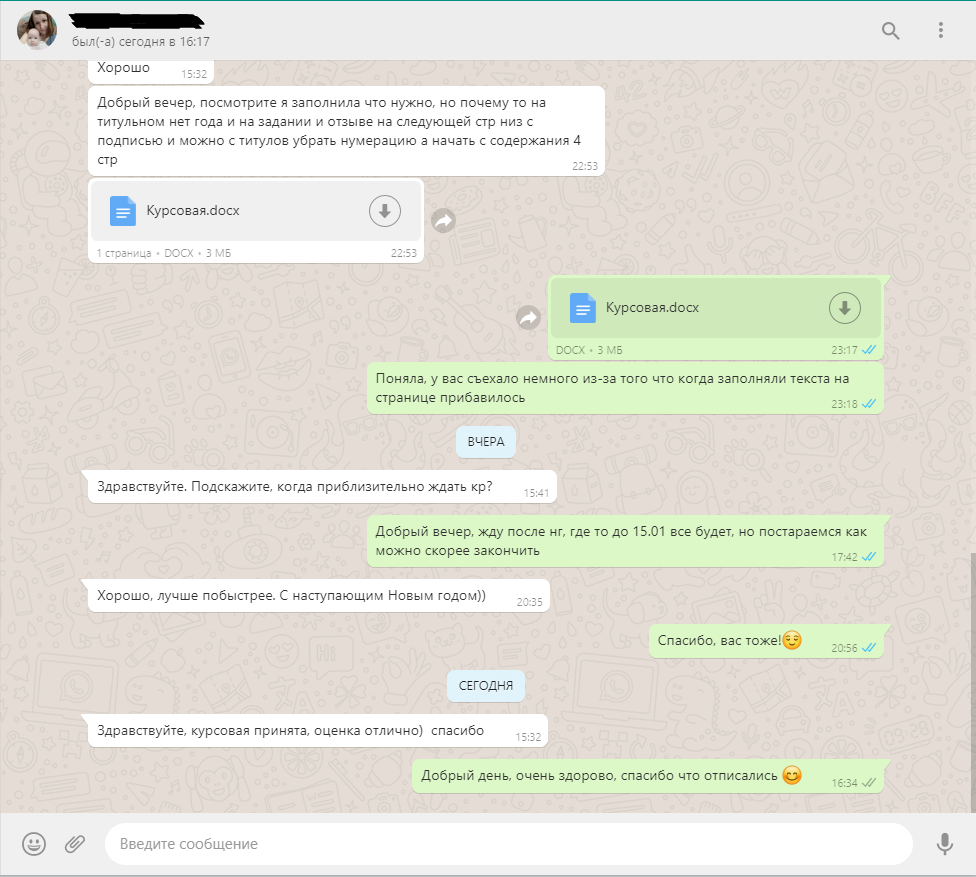 был(-а) сегодня в 16:17
Хорошо
15:32
Добрый вечер, посмотрите я заполнила что нужно, но почему то на
титульном нет года и на задании и отзыве на следующей стр низ с
подписью и можно с титулов убрать нумерацию а начать с содержания 4
стр
22:53
Курсовая.docx
1 страница • DOCX • 3 МБ 22:53
Курсовая.docx
DOCX • 3 МБ 23:17
Поняла, у вас съехало немного из-за того что когда заполняли текста на
странице прибавилось
23:18
ВЧЕРА
Здравствуйте. Подскажите, когда приблизительно ждать кр?
15:41
Добрый вечер, жду после нг, где то до 15.01 все будет, но постараемся как
можно скорее закончить
17:42
Хорошо, лучше побыстрее. С наступающим Новым годом))
20:35
Спасибо, вас тоже!😌
20:56
СЕГОДНЯ
Здравствуйте, курсовая принята, оценка отлично) спасибо
15:32
Добрый день, очень здорово, спасибо что отписались 😊
16:34
Введите сообщение